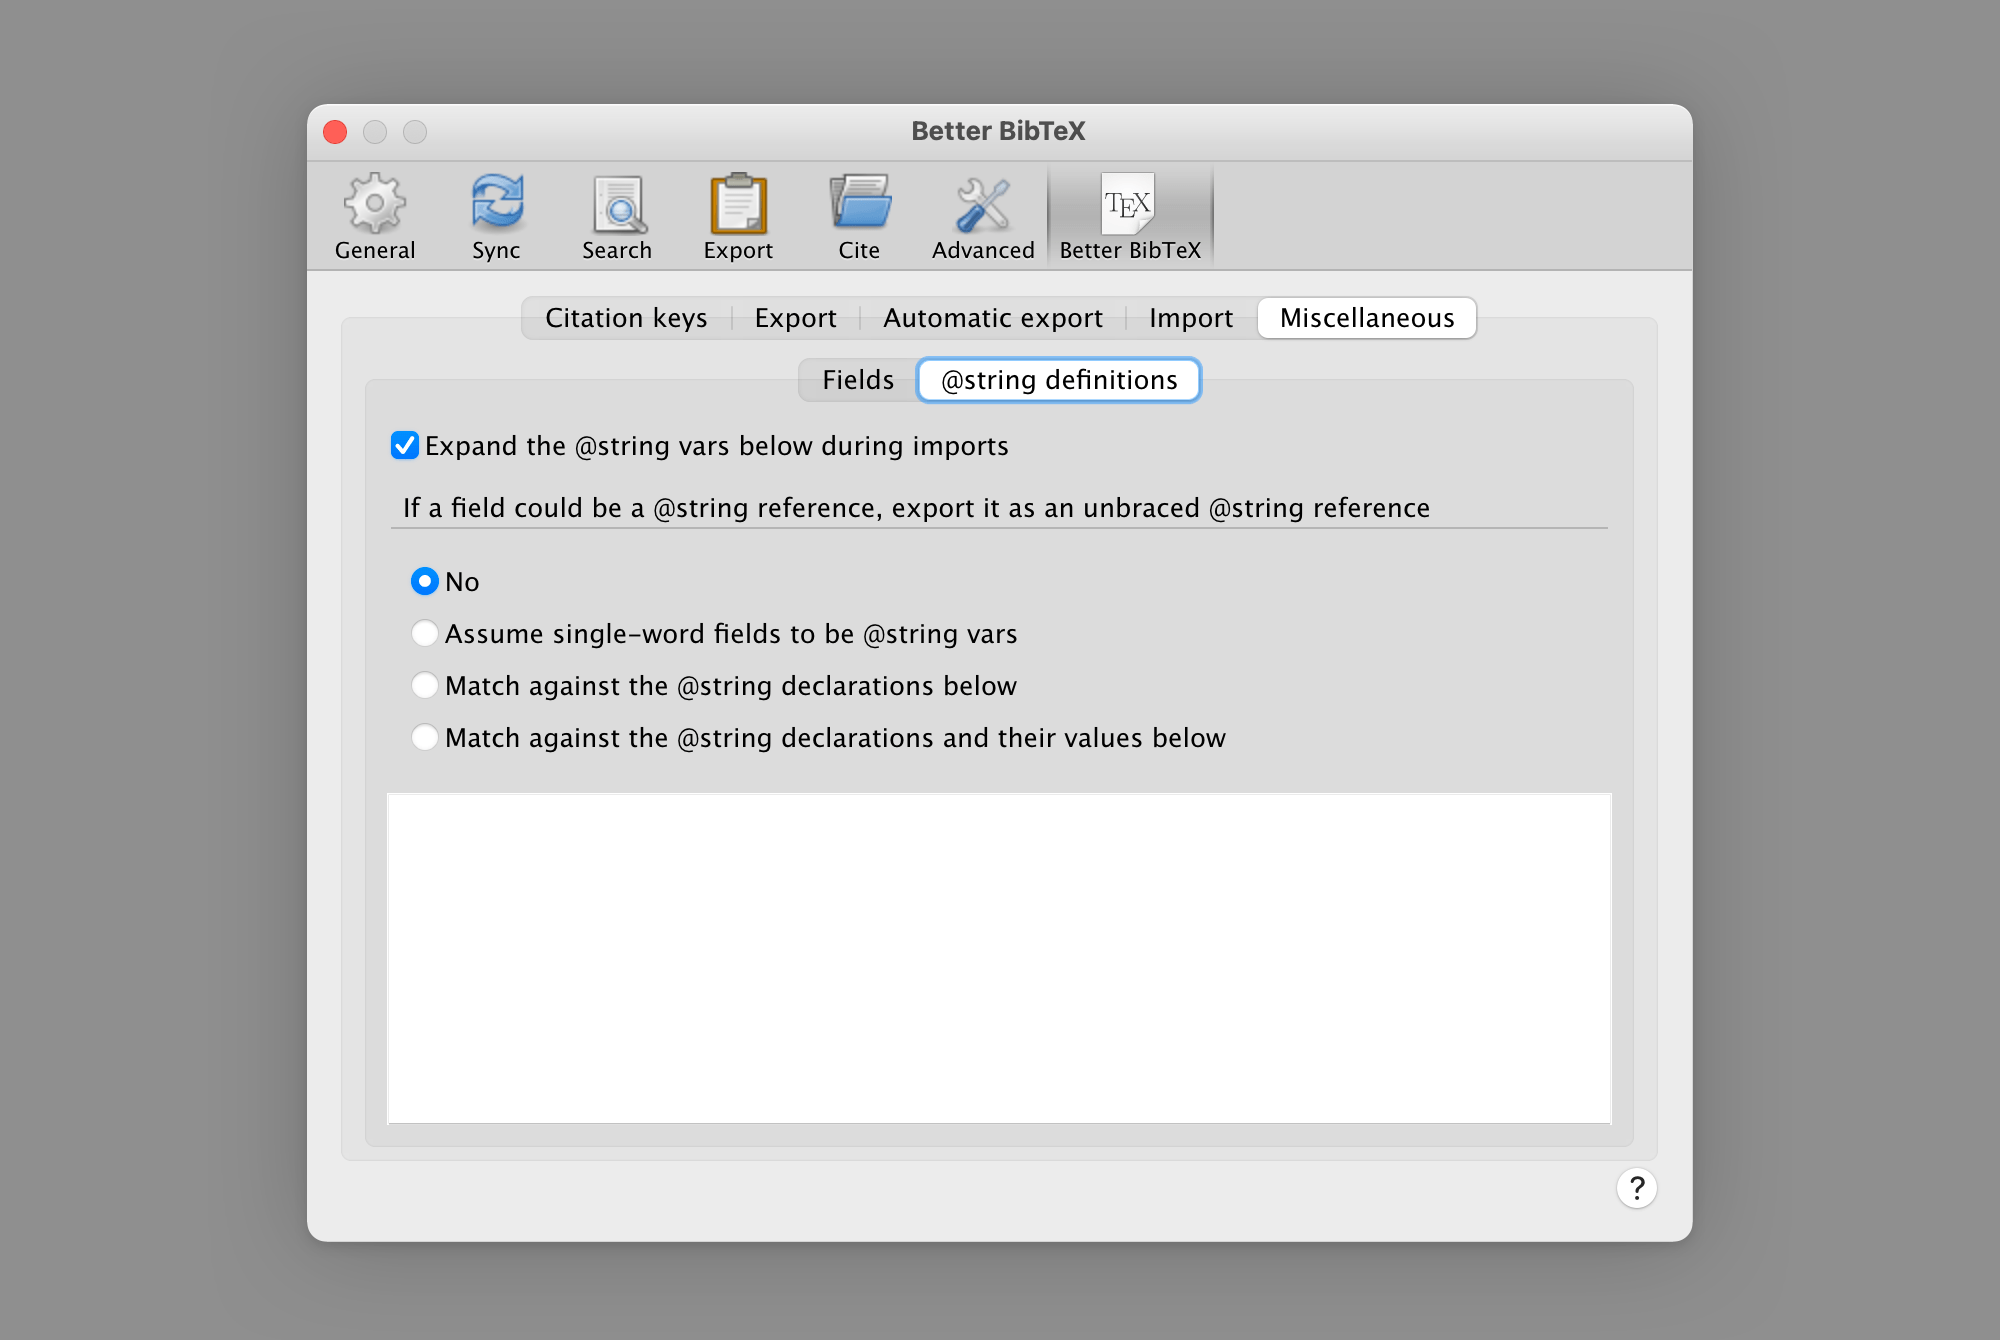 Better BibTeX
General Sync Search Export Cite Advanced TEX Better BibTeX
Citation keys Export Automatic export Import Miscellaneous
Fields @string definitions
Expand the @string vars below during imports
If a field could be a @string reference, export it as an unbraced @string reference
No
Assume single-word fields to be @string vars
Match against the @string declarations below
Match against the @string declarations and their values below
?